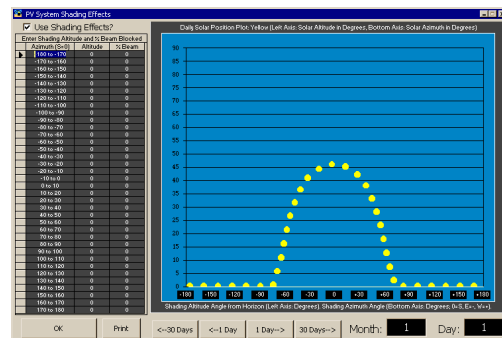 PV System Shading Effects
Use Shading Effects?
Enter Shading Altitude and % Beam Blocked
Azimuth (S=0) Altitude % Beam
-180 to -170 0 0
-170 to -160 0 0
-160 to -150 0 0
-150 to -140 0 0
-140 to -130 0 0
-130 to -120 0 0
-120 to -110 0 0
-110 to -100 0 0
-100 to -90 0 0
-90 to -80 0 0
-80 to -70 0 0
-70 to -60 0 0
-60 to -50 0 0
-50 to -40 0 0
-40 to -30 0 0
-30 to -20 0 0
-20 to -10 0 0
-10 to 0 0 0
0 to 10 0 0
10 to 20 0 0
20 to 30 0 0
30 to 40 0 0
40 to 50 0 0
50 to 60 0 0
60 to 70 0 0
70 to 80 0 0
80 to 90 0 0
90 to 100 0 0
100 to 110 0 0
110 to 120 0 0
120 to 130 0 0
130 to 140 0 0
140 to 150 0 0
150 to 160 0 0
160 to 170 0 0
170 to 180 0 0
Daily Solar Position Plot: Yellow (Left Axis: Solar Altitude in Degrees, Bottom Axis: Solar Azimuth in Degrees)
90
85
80
75
70
65
60
55
50
45
40
35
30
25
20
15
10
5
0
-180 -150 -120 -90 -60 -30 0 +30 +60 +90 +120 +150 +180
Shading Altitude Angle from Horizon (Left Axis: Degrees), Shading Azimuth Angle (Bottom Axis: Degrees; 0=S, E=-, W=+).
OK Print <--30 Days <--1 Day 1 Day--> 30 Days--> Month: 1 Day: 1